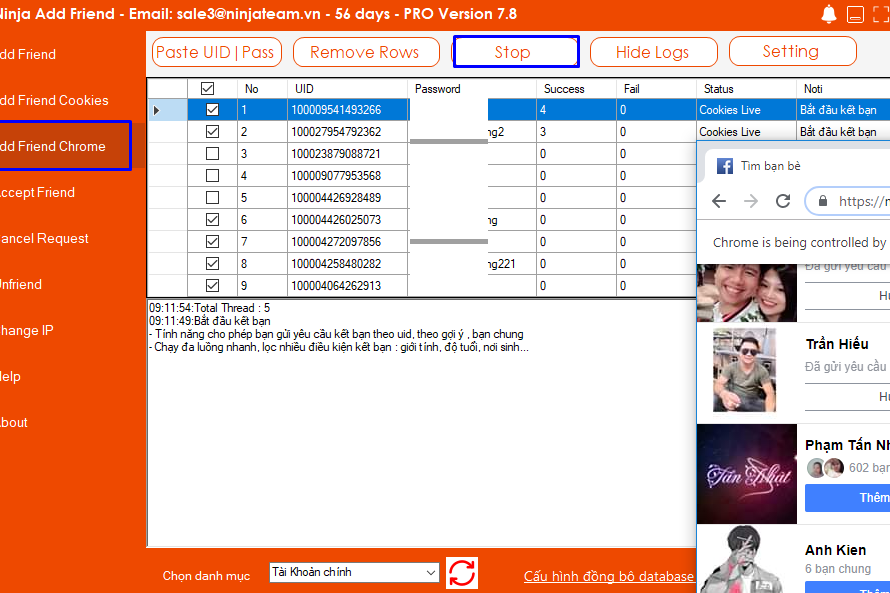 Ninja Add Friend - Email: sale3@ninjateam.vn - 56 days - PRO Version 7.8
dd Friend
dd Friend Cookies
dd Friend Chrome
ccept Friend
ancel Request
nfriend
hange IP
elp
bout
Paste UID|Pass
Remove Rows
Stop
Hide Logs
Setting
No UID Password Success Fail Status Noti
1 100009541493266 4 0 Cookies Live Bắt đầu kết bạn
2 100027954792362 ng2 3 0 Cookies Live Bắt đầu kết bạn
3 100023879088721 0 0
4 100009077953568 0 0
5 100004426928489 0 0
6 100004426025073 ng 0 0
7 100004272097856 0 0
8 100004258480282 ng221 0 0
9 100004064262913 0 0
09:11:54:Total Thread : 5
09:11:49:Bắt đầu kết bạn
- Tính năng cho phép bạn gửi yêu cầu kết bạn theo uid, theo gợi ý , bạn chung
- Chạy đa luồng nhanh, lọc nhiều điều kiện kết bạn : giới tính, độ tuổi, nơi sinh...
Chọn danh mục
Tài Khoản chính
Cấu hình đồng bô database
Tìm bạn bè
https://n
Chrome is being controlled by
Đã gửi yêu cầu
Hủ
Trần Hiếu
Đã gửi yêu cầu
Hủ
Tấn Nhật
Phạm Tấn Nh
602 bạn
Thêm
Anh Kien
6 bạn chung
Thêm